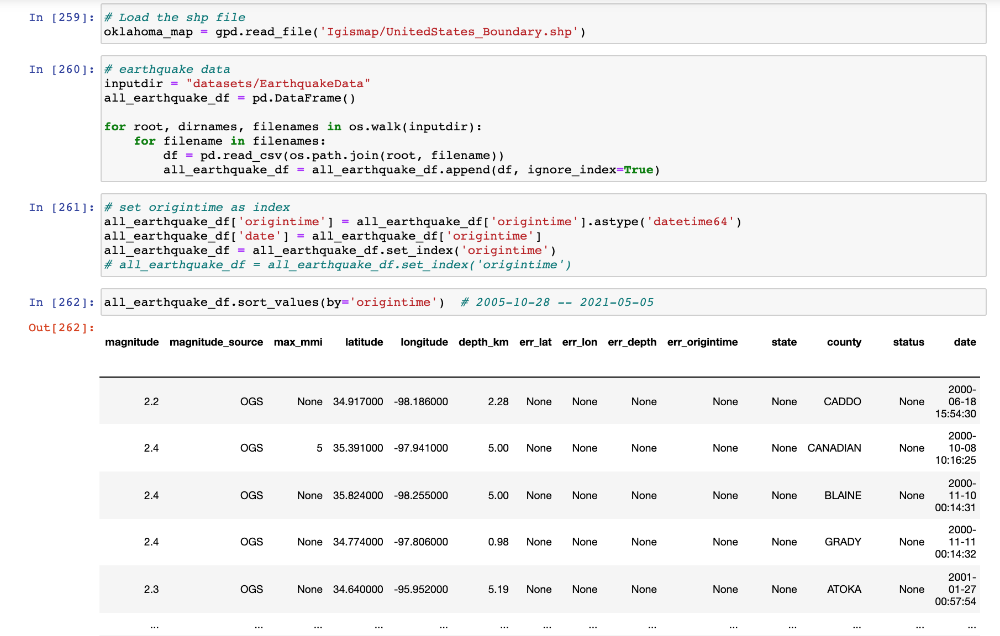 In [259]: # Load the shp file
oklahoma_map = gpd.read_file('Igismap/UnitedStates_Boundary.shp')
In [260]: # earthquake data
inputdir = "datasets/EarthquakeData"
all_earthquake_df = pd.DataFrame()
for root, dirnames, filenames in os.walk(inputdir):
    for filename in filenames:
        df = pd.read_csv(os.path.join(root, filename))
        all_earthquake_df = all_earthquake_df.append(df, ignore_index=True)
In [261]: # set origintime as index
all_earthquake_df['origintime'] = all_earthquake_df['origintime'].astype('datetime64')
all_earthquake_df['date'] = all_earthquake_df['origintime']
all_earthquake_df = all_earthquake_df.set_index('origintime')
# all_earthquake_df = all_earthquake_df.set_index('origintime')
In [262]: all_earthquake_df.sort_values(by='origintime')  # 2005-10-28 -- 2021-05-05
Out[262]:
magnitude magnitude_source max_mmi latitude longitude depth_km err_lat err_lon err_depth err_origintime state county status date
2.2 OGS None 34.917000 -98.186000 2.28 None None None None None CADDO None 2000-
06-18
15:54:30
2.4 OGS 5 35.391000 -97.941000 5.00 None None None None None CANADIAN None 2000-
10-08
10:16:25
2.4 OGS None 35.824000 -98.255000 5.00 None None None None None BLAINE None 2000-
11-10
00:14:31
2.4 OGS None 34.774000 -97.806000 0.98 None None None None None GRADY None 2000-
11-11
00:14:32
2.3 OGS None 34.640000 -95.952000 5.19 None None None None None ATOKA None 2001-
01-27
00:57:54
... ... ... ... ... ... ... ... ... ... ... ... ... ...